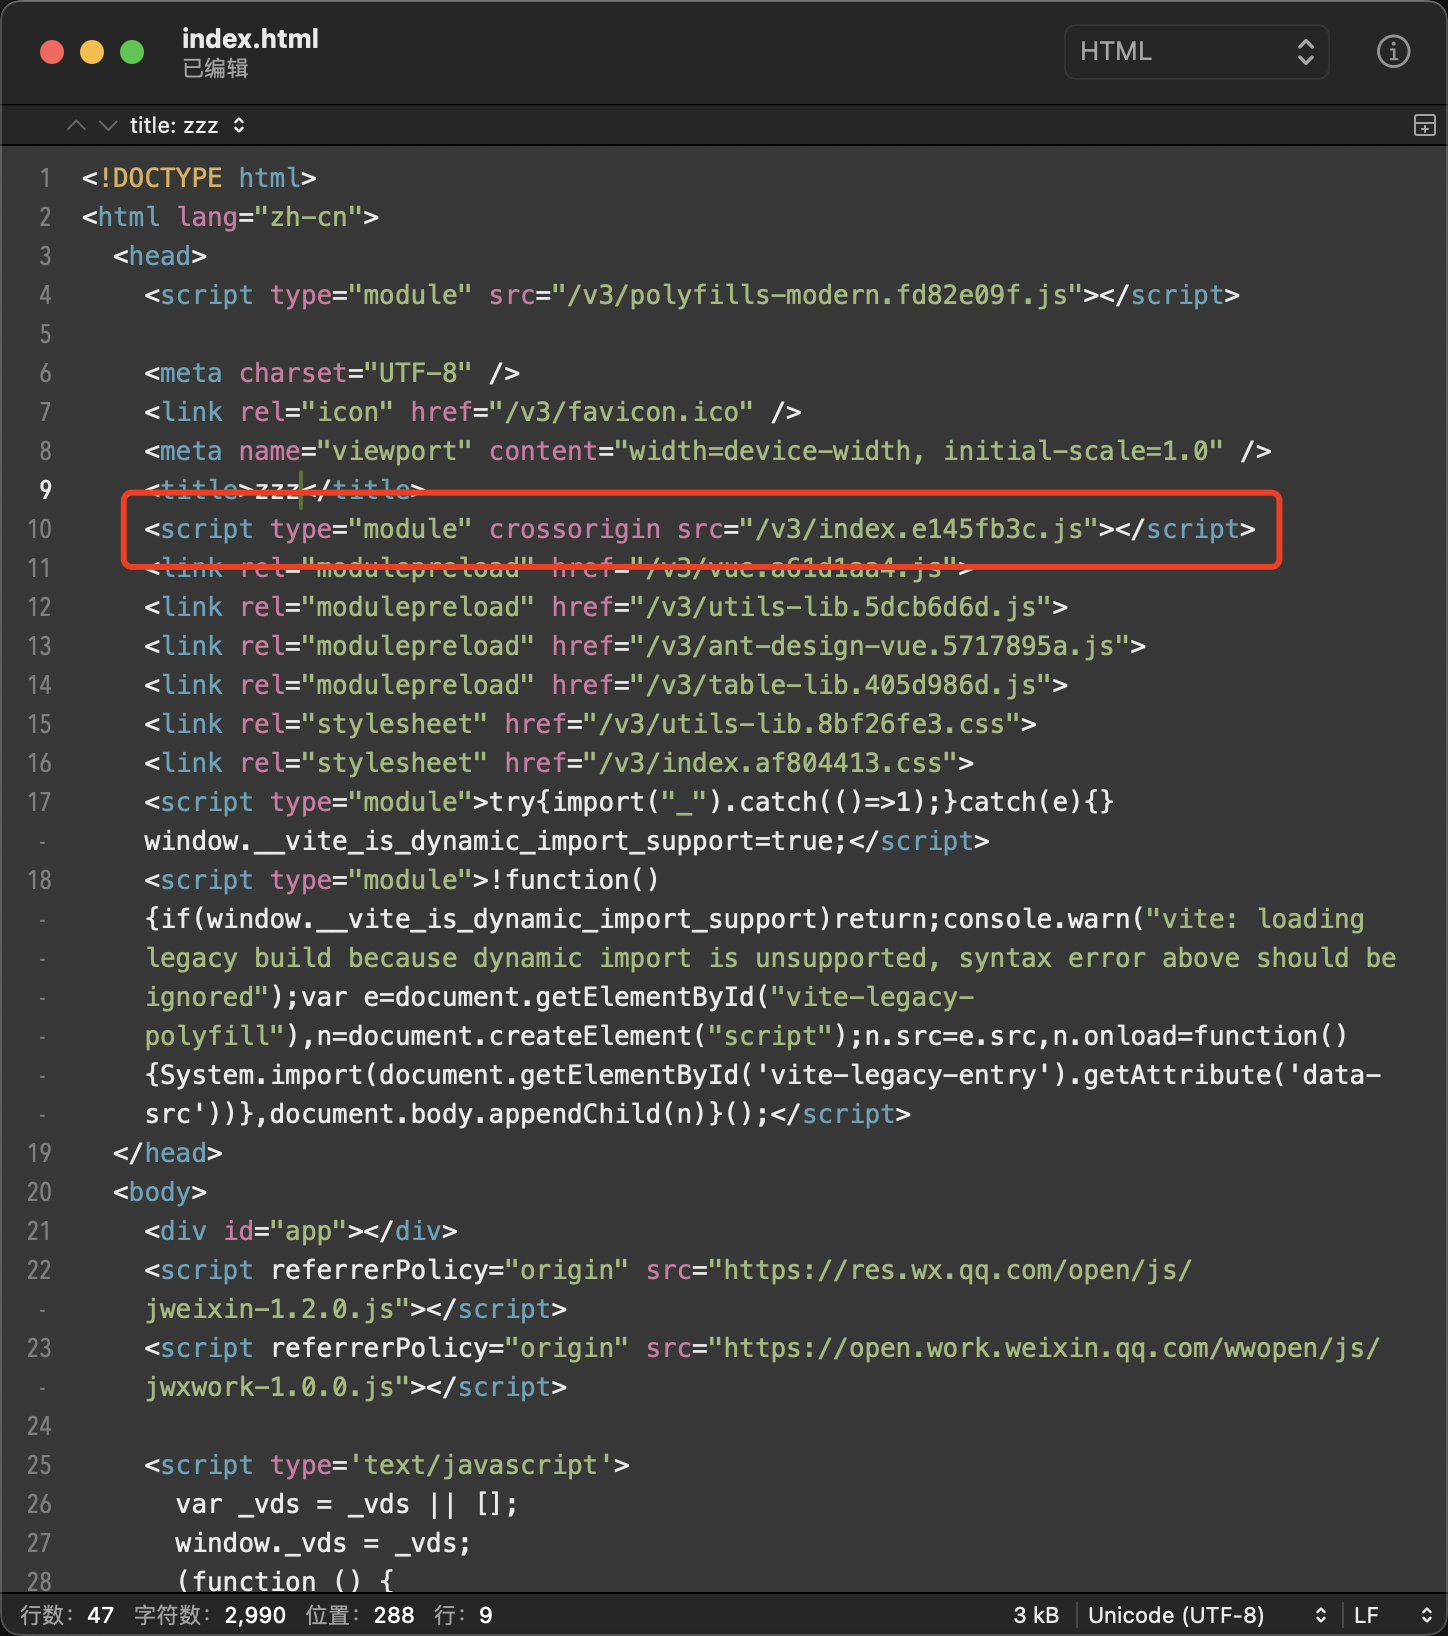 index.html
已编辑
HTML
title: zzz
1 <!DOCTYPE html>
2 <html lang="zh-cn">
3 <head>
4 <script type="module" src="/v3/polyfills-modern.fd82e09f.js"></script>
5
6 <meta charset="UTF-8" />
7 <link rel="icon" href="/v3/favicon.ico" />
8 <meta name="viewport" content="width=device-width, initial-scale=1.0" />
9 <title>zzz</title>
10 <script type="module" crossorigin src="/v3/index.e145fb3c.js"></script>
11 <link rel="modulepreload" href="/v3/vue.a61d1aa4.js">
12 <link rel="modulepreload" href="/v3/utils-lib.5dcb6d6d.js">
13 <link rel="modulepreload" href="/v3/ant-design-vue.5717895a.js">
14 <link rel="modulepreload" href="/v3/table-lib.405d986d.js">
15 <link rel="stylesheet" href="/v3/utils-lib.8bf26fe3.css">
16 <link rel="stylesheet" href="/v3/index.af804413.css">
17 <script type="module">try{import("_").catch(()=>1);}catch(e){}
- window.__vite_is_dynamic_import_support=true;</script>
18 <script type="module">!function()
- {if(window.__vite_is_dynamic_import_support)return;console.warn("vite: loading
- legacy build because dynamic import is unsupported, syntax error above should be
- ignored");var e=document.getElementById("vite-legacy-
- polyfill"),n=document.createElement("script");n.src=e.src,n.onload=function()
- {System.import(document.getElementById('vite-legacy-entry').getAttribute('data-
- src'))},document.body.appendChild(n)}();</script>
19 </head>
20 <body>
21 <div id="app"></div>
22 <script referrerPolicy="origin" src="https://res.wx.qq.com/open/js/
- jweixin-1.2.0.js"></script>
23 <script referrerPolicy="origin" src="https://open.work.weixin.qq.com/wwopen/js/
- jwxwork-1.0.0.js"></script>
24
25 <script type='text/javascript'>
26 var _vds = _vds || [];
27 window._vds = _vds;
28 (function () {
行数: 47 字符数: 2,990 位置: 288 行: 9 3 kB Unicode (UTF-8) LF